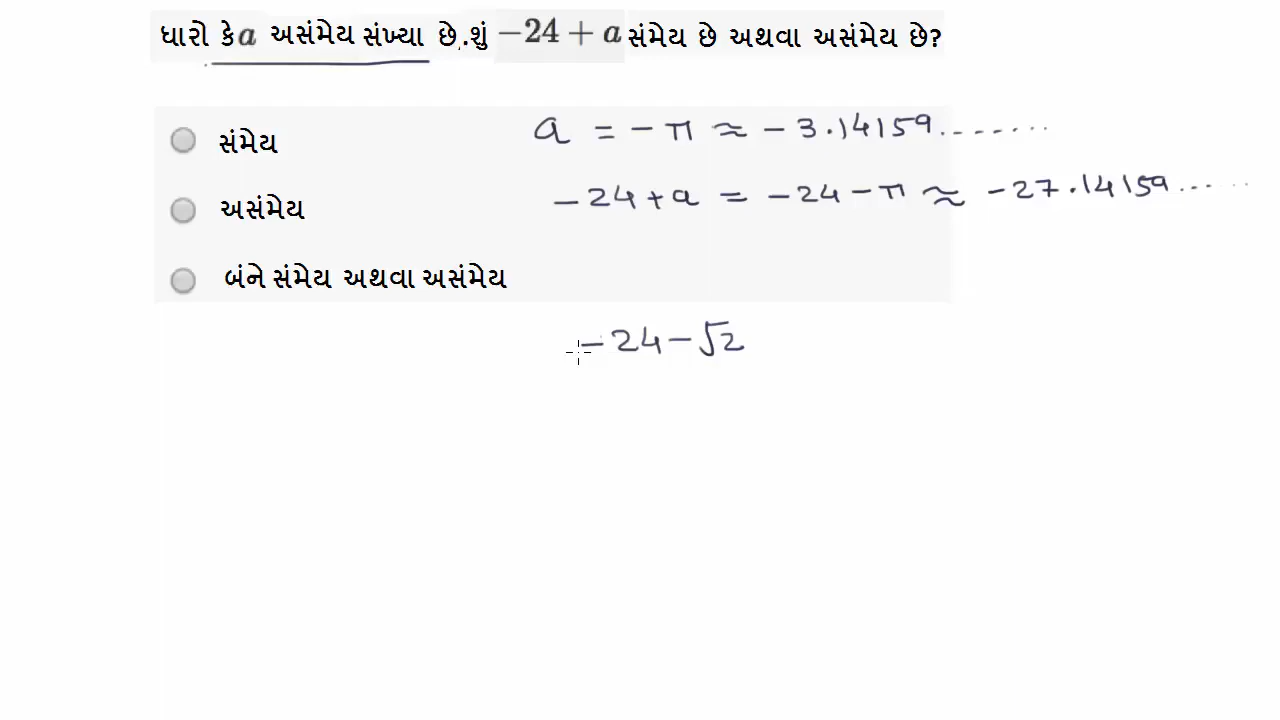 ધારો કે a અસંમેય સંખ્યા છે,.શું −24 + a સંમેય છે અથવા અસંમેય છે?
સંમેય
a = − π ≈ − 3.14159.......
અસંમેય
−24 + a = −24 − π ≈ −27.14159.....
બંને સંમેય અથવા અસંમેય
−24 − √2